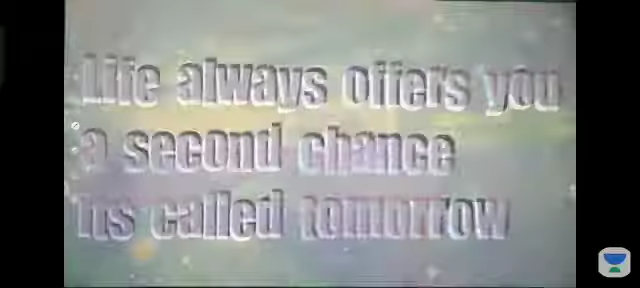 Life always offers you
a second chance
its called tomorrow